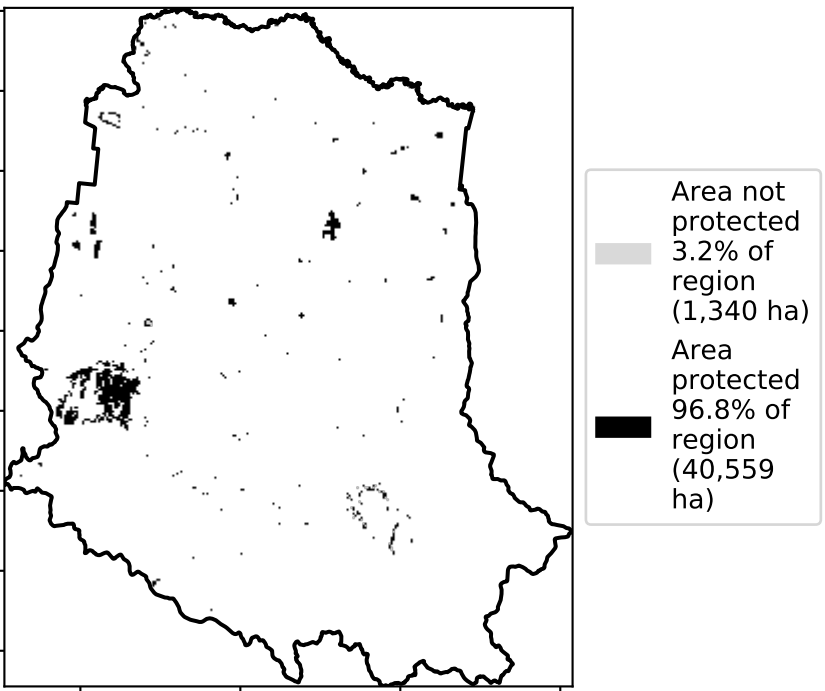 Area not
protected
3.2% of
region
(1,340 ha)
Area
protected
96.8% of
region
(40,559
ha)